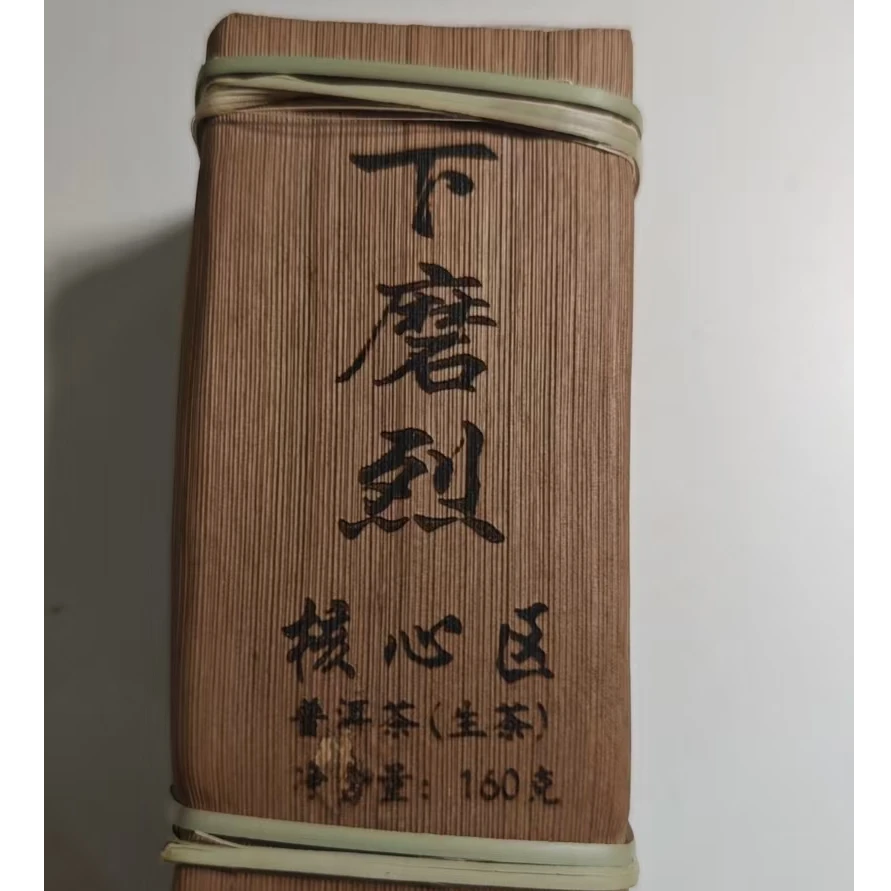 下磨烈
核心区
普洱茶(生茶)
净含量：160克